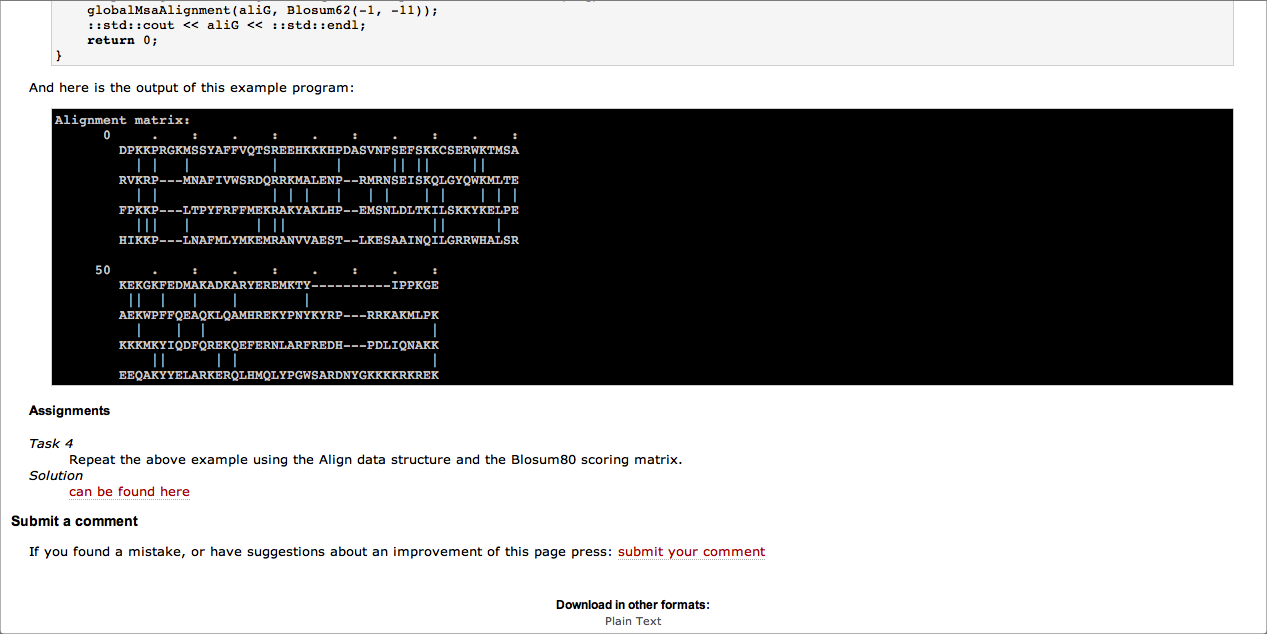 globalMsaAlignment(aliG, Blosum62(-1, -11));
::std::cout << aliG << ::std::endl;
return 0;
}
And here is the output of this example program:
Alignment matrix:
      0     .    :    .    :    .    :    .    :    .    :
        DPKKPRGKMSSYAFFVQTSREEHKKKHPDASVNFSEFSKKCSERWKTMSA
          | |   |          |       |      || ||     ||
        RVKRP---MNAFIVWSRDQRRKMALENP--RMRNSEISKQLGYQWKMLTE
          | |              | | |   |   | |    | |    | | |
        FPKKP---LTPYFRFFMEKRAKYAKLHP--EMSNLDLTKILSKKYKELPE
          |||   |        | ||                  ||      |
        HIKKP---LNAFMLYMKEMRANVVAEST--LKESAAINQILGRRWHALSR
     50     .    :    .    :    .    :    .    :
        KEKGKFEDMAKADKARYEREMKTY----------IPPKGE
         ||  |   |    |        |
        AEKWPFFQEAQKLQAMHREKYPNYKYRP---RRKAKMLPK
          |    |  |                            |
        KKKMKYIQDFQREKQEFERNLARFREDH---PDLIQNAKK
            ||      | |                        |
        EEQAKYYELARKERQLHMQLYPGWSARDNYGKKKKRKREK
Assignments
Task 4
Repeat the above example using the Align data structure and the Blosum80 scoring matrix.
Solution
can be found here
Submit a comment
If you found a mistake, or have suggestions about an improvement of this page press: submit your comment
Download in other formats:
Plain Text